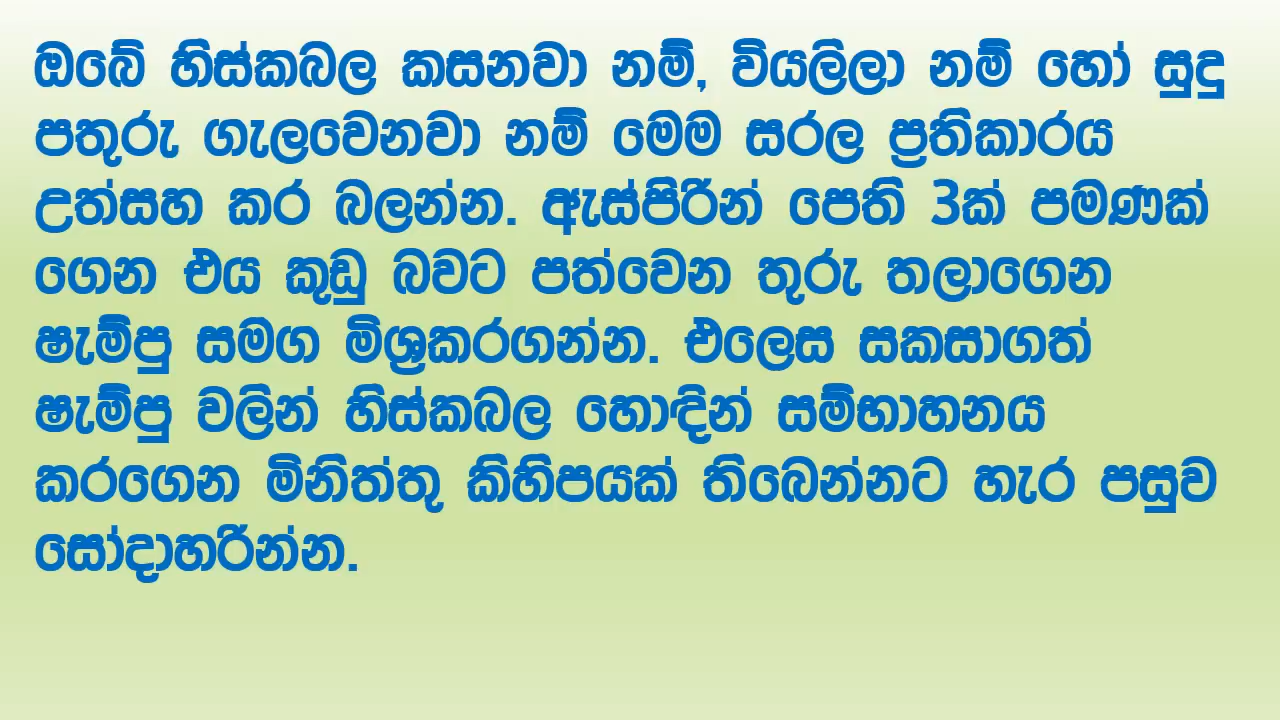 ඔබේ හිස්කබල කසනවා නම්, වියලිලා නම් හෝ සුදු
පතුරු ගැලවෙනවා නම් මෙම සරල ප්‍රතිකාරය
උත්සහ කර බලන්න. ඇස්පිරින් පෙති 3ක් පමණක්
ගෙන එය කුඩු බවට පත්වෙන තුරු තලාගෙන
ෂැම්පු සමග මිශ්‍රකරගන්න. එලෙස සකසාගත්
ෂැම්පු වලින් හිස්කබල හොඳින් සම්භාහනය
කරගෙන මිනිත්තු කිහිපයක් තිබෙන්නට හැර පසුව
සෝදාහරින්න.